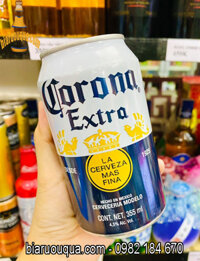 Corona
Extra
LA
CERVEZA
MAS
FINA
HECHO EN MEXICO
CERVECERIA MODELO
CONT. NET. 355 ml
4,5% Alc. Vol.
biaruouqua.com - 0982 184 670